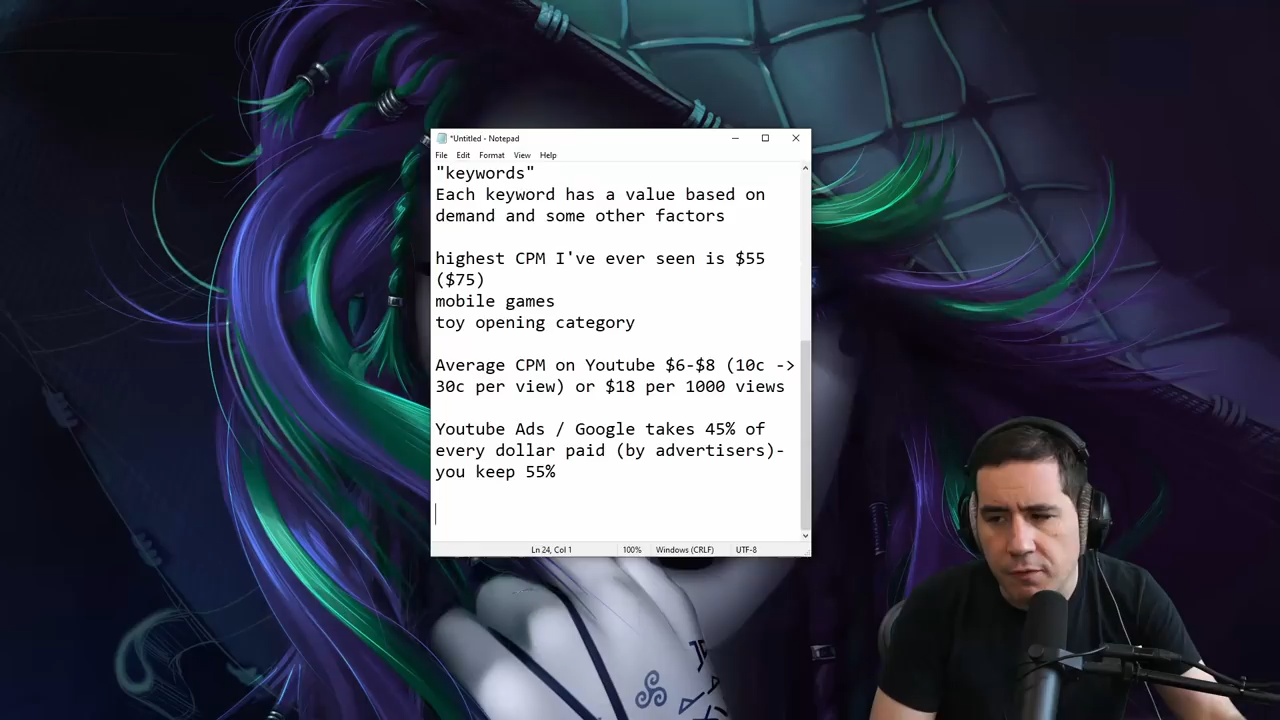 *Untitled - Notepad
File Edit Format View Help
"keywords"
Each keyword has a value based on
demand and some other factors
highest CPM I've ever seen is $55
($75)
mobile games
toy opening category
Average CPM on Youtube $6-$8 (10c ->
30c per view) or $18 per 1000 views
Youtube Ads / Google takes 45% of
every dollar paid (by advertisers)-
you keep 55%
Ln 24, Col 1 100% Windows (CRLF) UTF-8